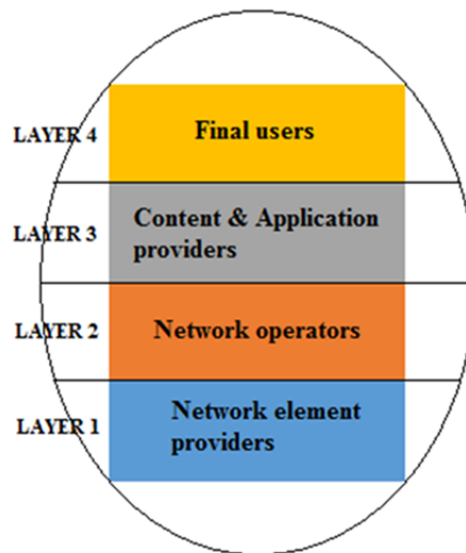 LAYER 4
Final users
LAYER 3
Content & Application
providers
LAYER 2
Network operators
LAYER 1
Network element
providers